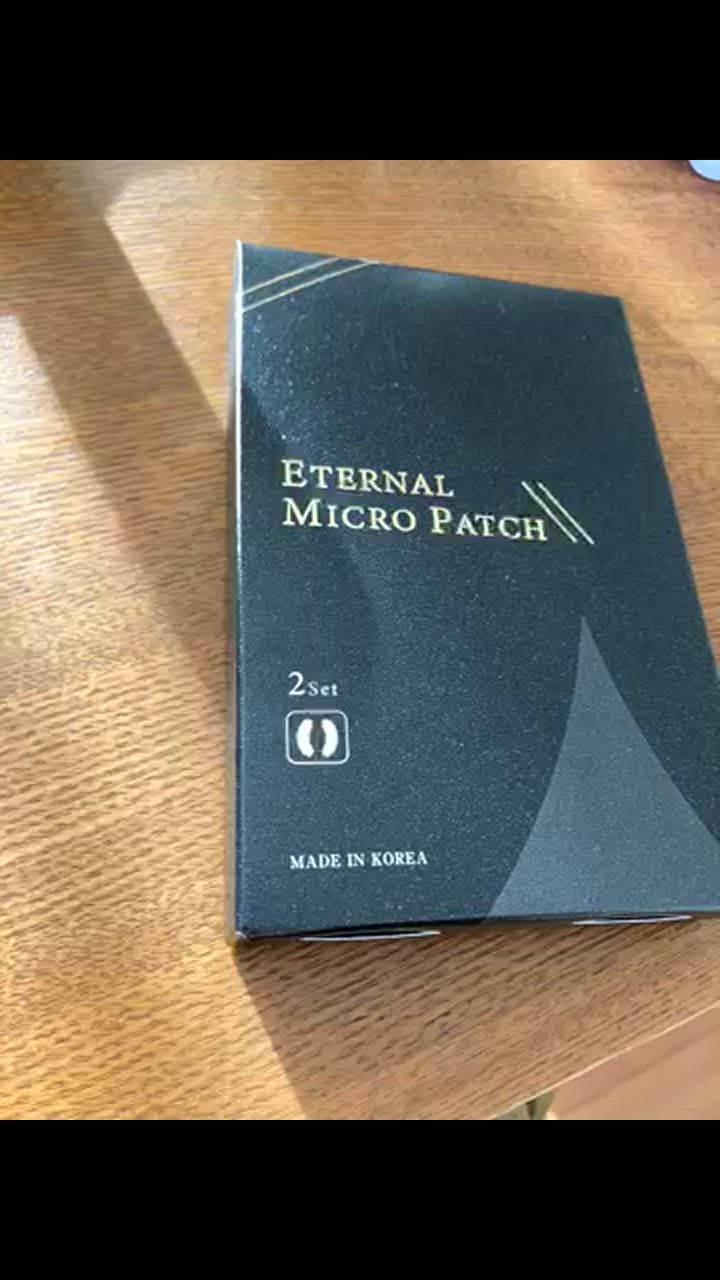 ETERNAL
MICRO PATCH
2Set
MADE IN KOREA